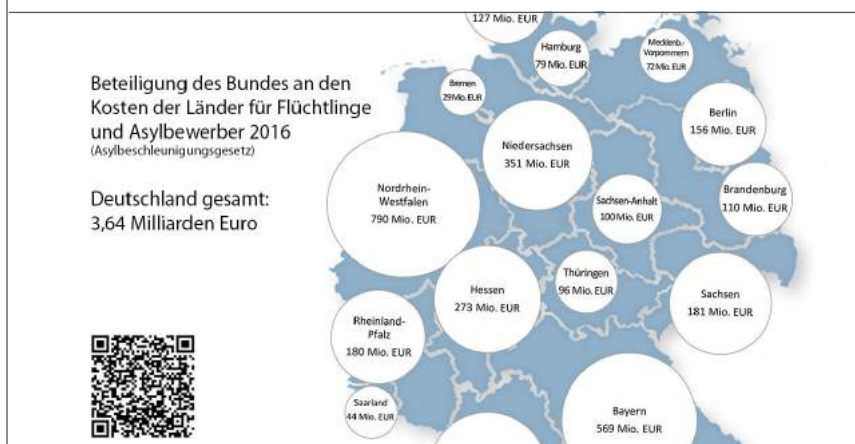 127 Mio. EUR
Hamburg
79 Mio. EUR
Mecklenb.-
Vorpommern
72 Mio. EUR
Beteiligung des Bundes an den
Kosten der Länder für Flüchtlinge
und Asylbewerber 2016
(Asylbeschleunigungsgesetz)
Deutschland gesamt:
3,64 Milliarden Euro
Bremen
29 Mio. EUR
Berlin
156 Mio. EUR
Niedersachsen
351 Mio. EUR
Nordrhein-
Westfalen
790 Mio. EUR
Sachsen-Anhalt
100 Mio. EUR
Brandenburg
110 Mio. EUR
Thüringen
96 Mio. EUR
Hessen
273 Mio. EUR
Sachsen
181 Mio. EUR
Rheinland-
Pfalz
180 Mio. EUR
Saarland
44 Mio. EUR
Bayern
569 Mio. EUR